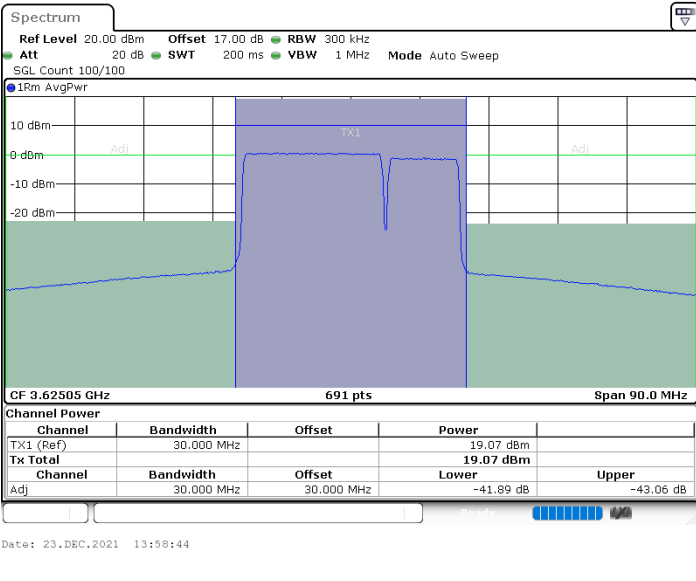 Spectrum
Ref Level 20.00 dBm Offset 17.00 dB RBW 300 kHz
Att 20 dB SWT 200 ms VBW 1 MHz Mode Auto Sweep
SGL Count 100/100
1Rm AvgPwr
10 dBm
TX1
Adj
0 dBm
Adj
-10 dBm
-20 dBm
CF 3.62505 GHz 691 pts Span 90.0 MHz
Channel Power
Channel Bandwidth Offset Power
TX1 (Ref) 30.000 MHz 19.07 dBm
Tx Total 19.07 dBm
Channel Bandwidth Offset Lower Upper
Adj 30.000 MHz 30.000 MHz -41.89 dB -43.06 dB
Ready
Date: 23.DEC.2021 13:58:44